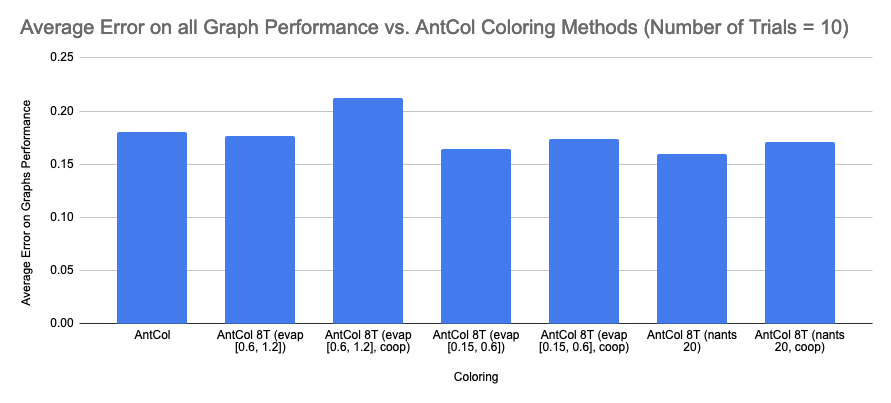 Average Error on all Graph Performance vs. AntCol Coloring Methods (Number of Trials = 10)
Average Error on Graphs Performance
0.25
0.20
0.15
0.10
0.05
0.00
AntCol
AntCol 8T (evap
[0.6, 1.2])
AntCol 8T (evap
[0.6, 1.2], coop)
AntCol 8T (evap
[0.15, 0.6])
AntCol 8T (evap
[0.15, 0.6], coop)
AntCol 8T (nants
20)
AntCol 8T (nants
20, coop)
Coloring